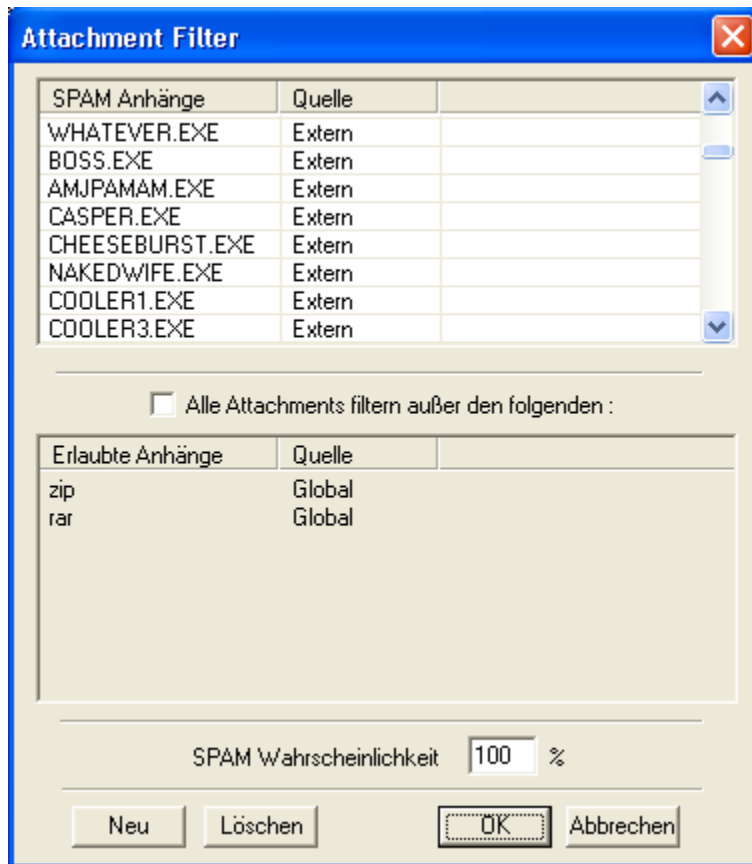 Attachment Filter
SPAM Anhänge Quelle
WHATEVER.EXE Extern
BOSS.EXE Extern
AMJPAMAM.EXE Extern
CASPER.EXE Extern
CHEESEBURST.EXE Extern
NAKEDWIFE.EXE Extern
COOLER1.EXE Extern
COOLER3.EXE Extern
Alle Attachments filtern außer den folgenden :
Erlaubte Anhänge Quelle
zip Global
rar Global
SPAM Wahrscheinlichkeit 100 %
Neu Löschen OK Abbrechen